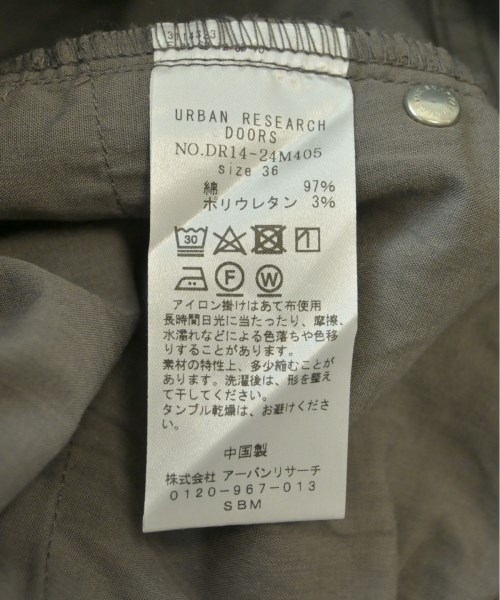 URBAN RESEARCH
DOORS
NO.DR14-24M405
size 36
綿 97%
ポリウレタン 3%
30
F
W
アイロン掛けはあて布使用
長時間日光に当たったり、摩擦、
水濡れなどによる色落ちや色移
りすることがあります。
素材の特性上、多少縮むことが
あります。洗濯後は、形を整え
て干してください。
タンブル乾燥は、お避けくださ
い。
中国製
株式会社 アーバンリサーチ
0120-967-013
SBM